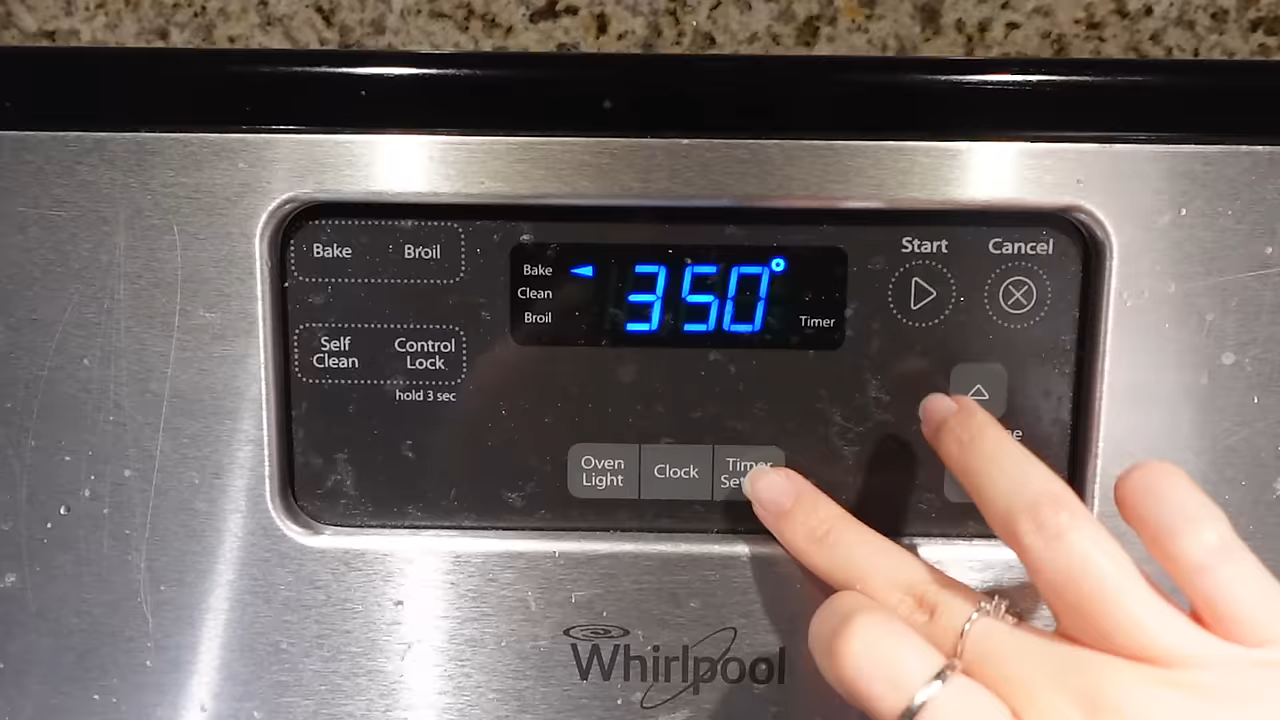 Bake Broil
Self Clean
Control Lock
hold 3 sec
Bake
Clean
Broil
350°
Timer
Start Cancel
Oven Light
Clock
Timer
Whirlpool